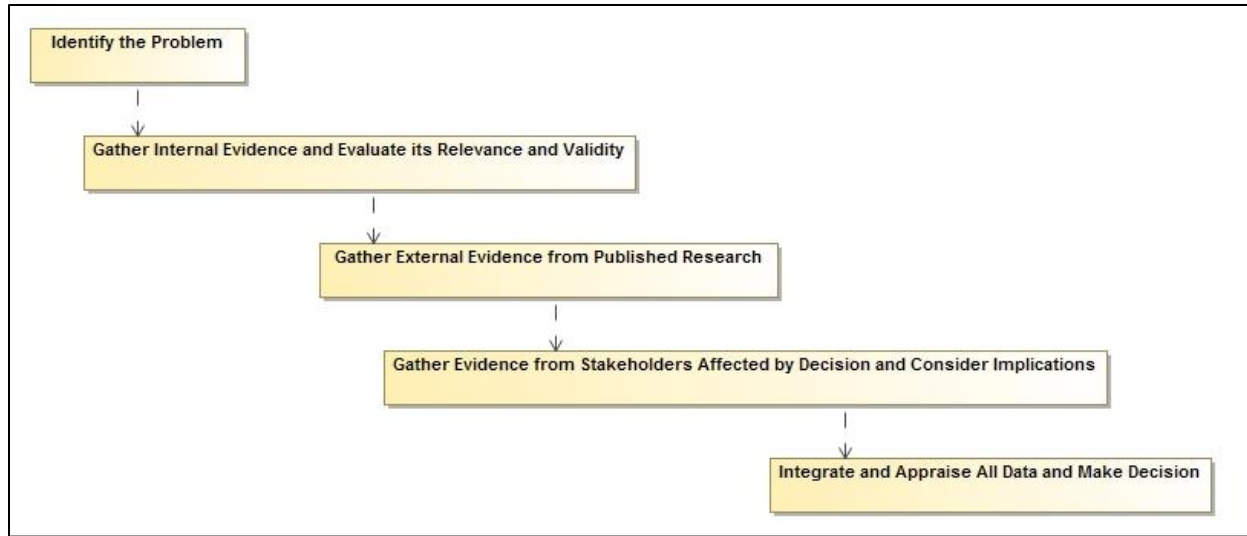 Identify the Problem
Gather Internal Evidence and Evaluate its Relevance and Validity
Gather External Evidence from Published Research
Gather Evidence from Stakeholders Affected by Decision and Consider Implications
Integrate and Appraise All Data and Make Decision